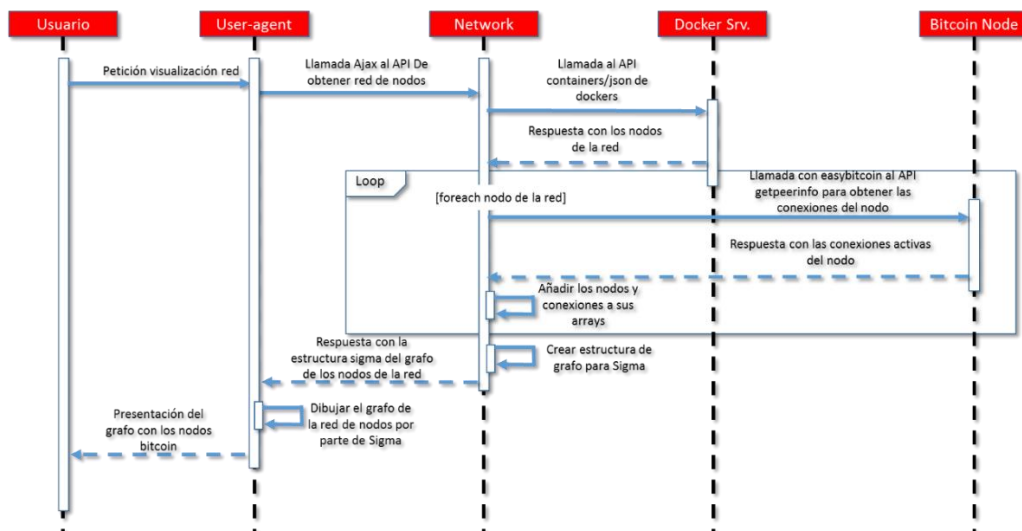 Usuario
User-agent
Network
Docker Srv.
Bitcoin Node
Petición visualización red
Llamada Ajax al API De
obtener red de nodos
Llamada al API
containers/json de
dockers
Respuesta con los nodos
de la red
Loop
[foreach nodo de la red]
Llamada con easybitcoin al API
getpeerinfo para obtener las
conexiones del nodo
Respuesta con las conexiones activas
del nodo
Añadir los nodos y
conexiones a sus
arrays
Respuesta con la
estructura sigma del grafo
de los nodos de la red
Crear estructura de
grafo para Sigma
Dibujar el grafo de
la red de nodos por
parte de Sigma
Presentación del
grafo con los nodos
bitcoin